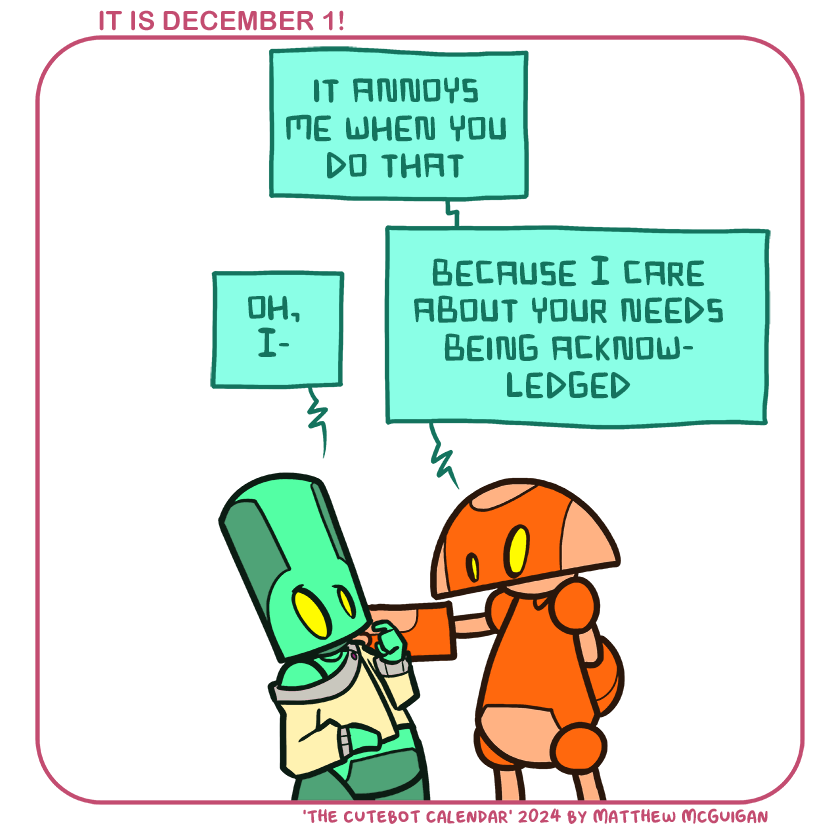 IT IS DECEMBER 1!
IT ANNOYS
ME WHEN YOU
DO THAT
BECAUSE I CARE
ABOUT YOUR NEEDS
BEING ACKNOW-
LEDGED
OH,
I-
'THE CUTEBOT CALENDAR' 2024 BY MATTHEW MCGUIGAN